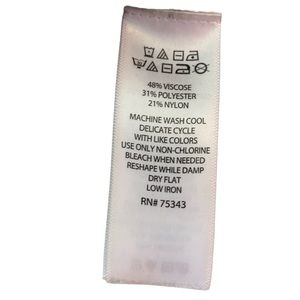 48% VISCOSE
31% POLYESTER
21% NYLON
MACHINE WASH COOL
DELICATE CYCLE
WITH LIKE COLORS
USE ONLY NON-CHLORINE
BLEACH WHEN NEEDED
RESHAPE WHILE DAMP
DRY FLAT
LOW IRON
RN# 75343